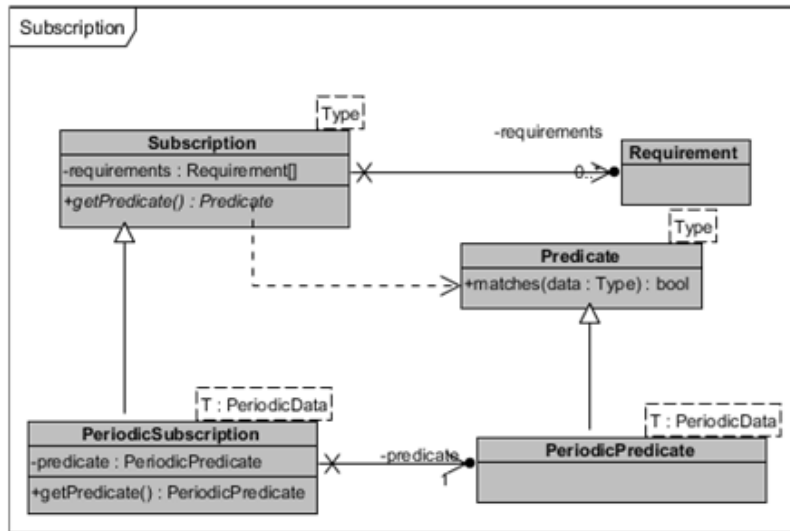 Subscription
Type
Subscription
-requirements : Requirement[]
+getPredicate() : Predicate
-requirements
0..*
Requirement
Type
Predicate
+matches(data : Type) : bool
T : PeriodicData
PeriodicSubscription
-predicate : PeriodicPredicate
+getPredicate() : PeriodicPredicate
-predicate
1
T : PeriodicData
PeriodicPredicate